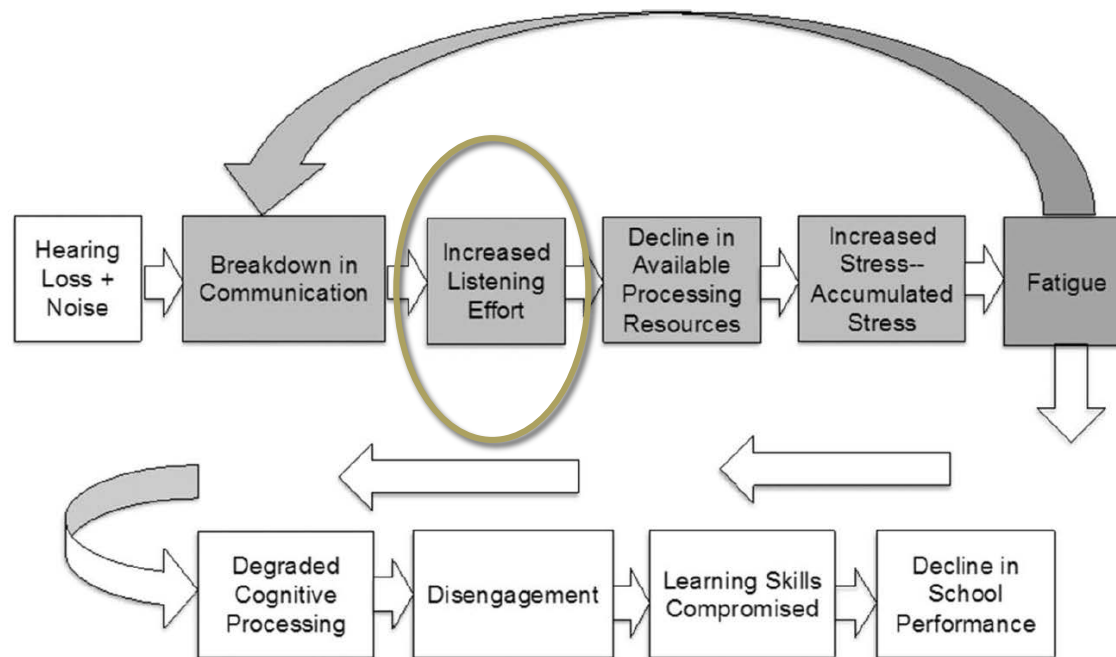 Hearing
Loss +
Noise
Breakdown in
Communication
Increased
Listening
Effort
Decline in
Available
Processing
Resources
Increased
Stress--
Accumulated
Stress
Fatigue
Degraded
Cognitive
Processing
Disengagement
Learning Skills
Compromised
Decline in
School
Performance